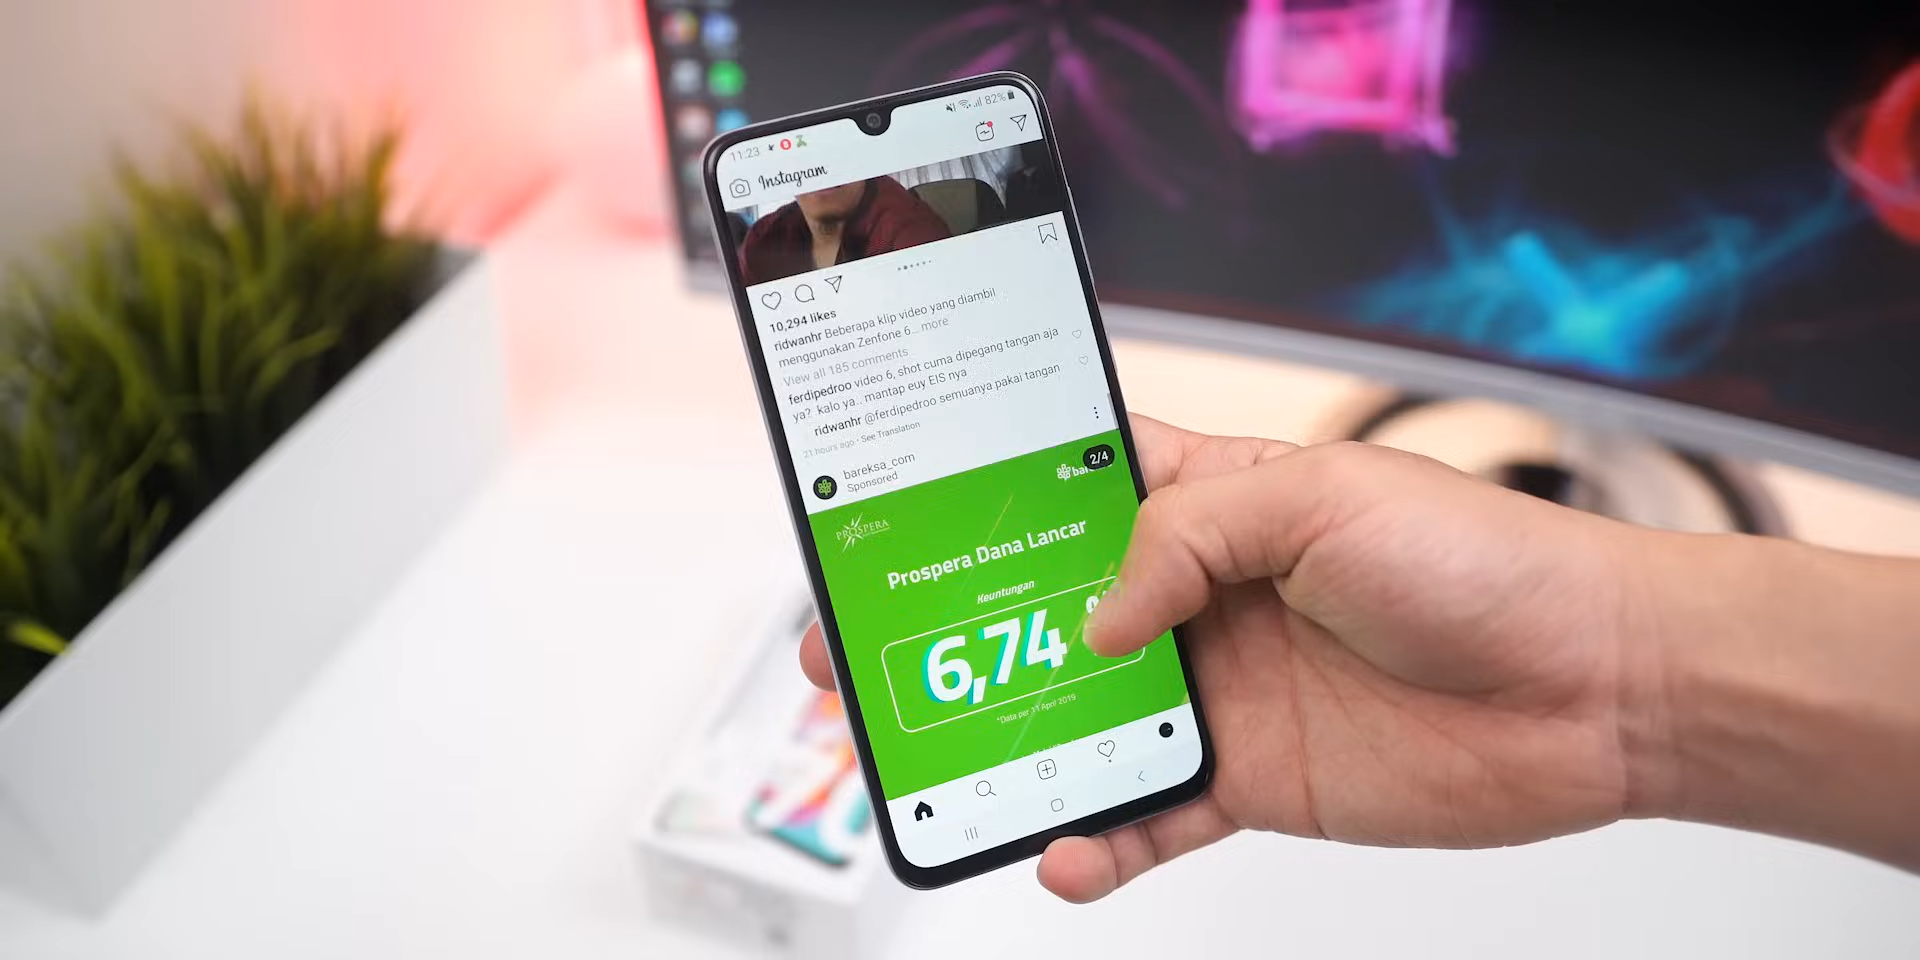 11:23
82%
Instagram
10,294 likes
ridwanhr Beberapa klip video yang diambil
menggunakan Zenfone 6... more
View all 185 comments
ferdipedroo video 6, shot cuma dipegang tangan aja
ya? kalo ya.. mantap euy EIS nya
ridwanhr @ferdipedroo semuanya pakai tangan
21 hours ago • See Translation
bareksa_com
Sponsored
2/4
PROSPERA
Prospera Dana Lancar
Keuntungan
6,74
*Data per 11 April 2019